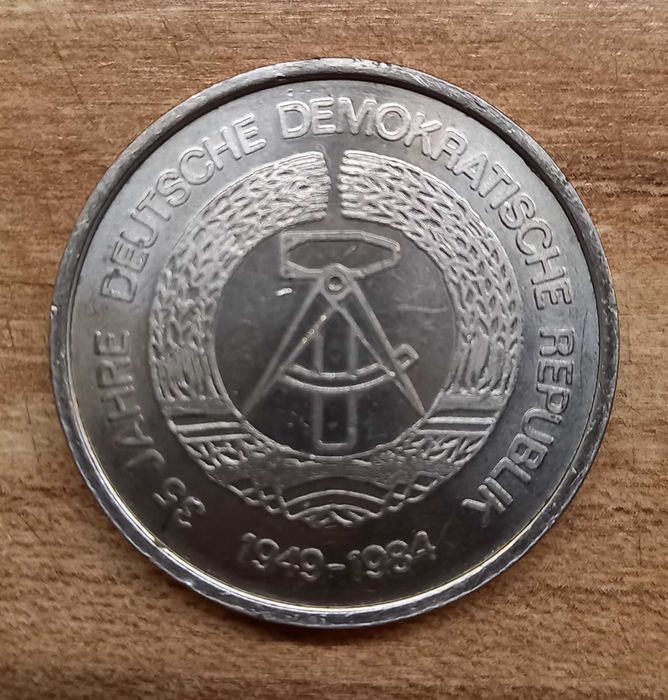 35 JAHRE DEUTSCHE DEMOKRATISCHE REPUBLIK
1949-1984